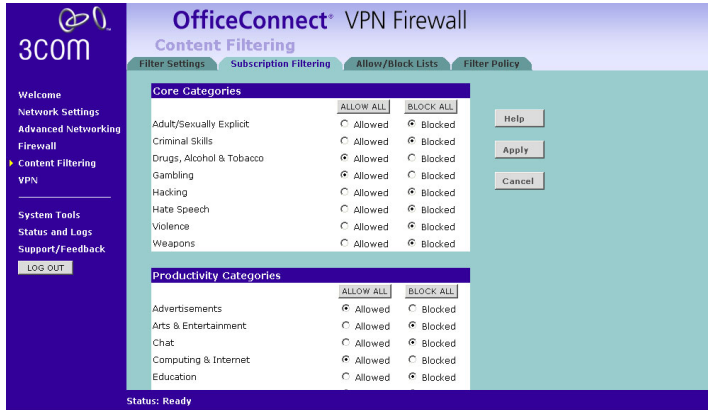 3COM
OfficeConnect® VPN Firewall
Content Filtering
Filter Settings Subscription Filtering Allow/Block Lists Filter Policy
Welcome
Network Settings
Advanced Networking
Firewall
Content Filtering
VPN
System Tools
Status and Logs
Support/Feedback
LOG OUT
Core Categories
ALLOW ALL BLOCK ALL
Adult/Sexually Explicit Allowed Blocked
Criminal Skills Allowed Blocked
Drugs, Alcohol & Tobacco Allowed Blocked
Gambling Allowed Blocked
Hacking Allowed Blocked
Hate Speech Allowed Blocked
Violence Allowed Blocked
Weapons Allowed Blocked
Productivity Categories
ALLOW ALL BLOCK ALL
Advertisements Allowed Blocked
Arts & Entertainment Allowed Blocked
Chat Allowed Blocked
Computing & Internet Allowed Blocked
Education Allowed Blocked
Help
Apply
Cancel
Status: Ready